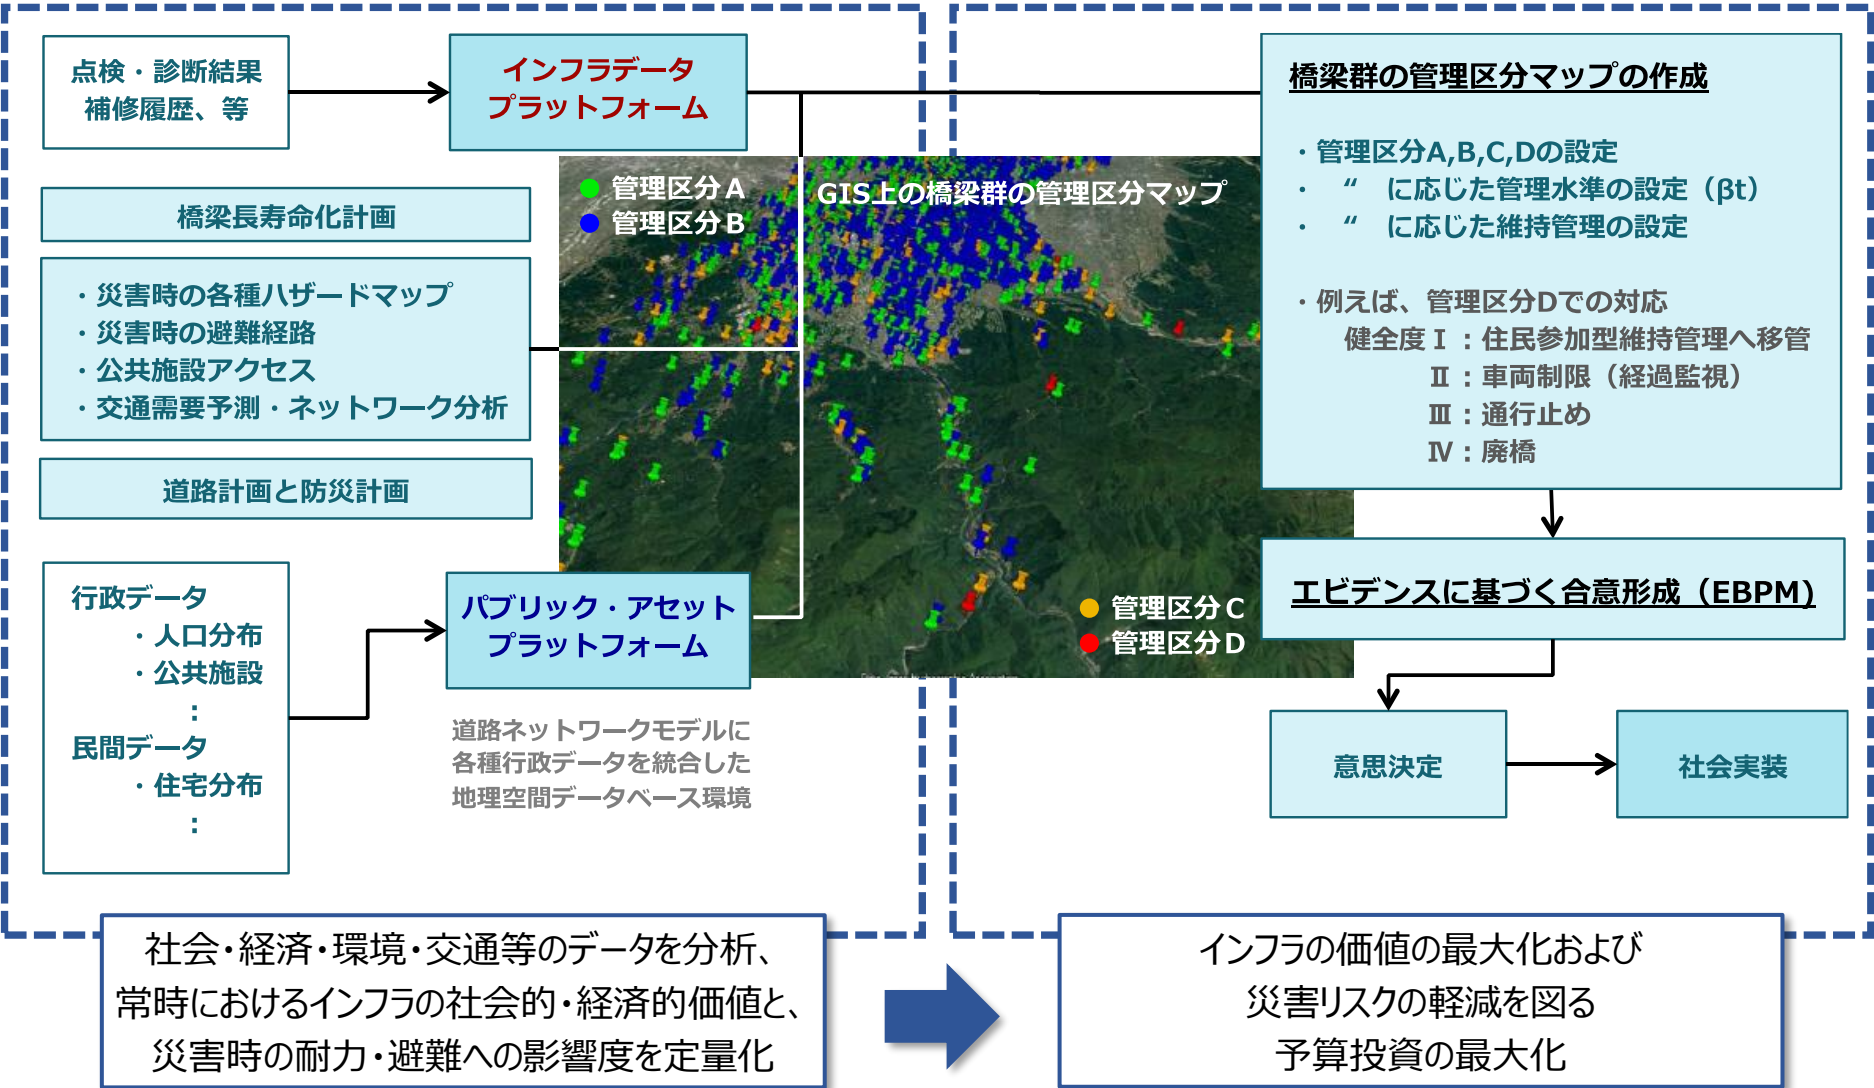 点検・診断結果
補修履歴、等
インフラデータ
プラットフォーム
橋梁長寿命化計画
・災害時の各種ハザードマップ
・災害時の避難経路
・公共施設アクセス
・交通需要予測・ネットワーク分析
道路計画と防災計画
行政データ
・人口分布
・公共施設
：
民間データ
・住宅分布
：
パブリック・アセット
プラットフォーム
道路ネットワークモデルに
各種行政データを統合した
地理空間データベース環境
管理区分A
管理区分B
GIS上の橋梁群の管理区分マップ
管理区分C
管理区分D
橋梁群の管理区分マップの作成
・管理区分A,B,C,Dの設定
・ “ に応じた管理水準の設定（βt）
・ “ に応じた維持管理の設定
・例えば、管理区分Dでの対応
健全度Ⅰ：住民参加型維持管理へ移管
Ⅱ：車両制限（経過監視）
Ⅲ：通行止め
Ⅳ：廃橋
エビデンスに基づく合意形成（EBPM)
意思決定
社会実装
社会・経済・環境・交通等のデータを分析、
常時におけるインフラの社会的・経済的価値と、
災害時の耐力・避難への影響度を定量化
インフラの価値の最大化および
災害リスクの軽減を図る
予算投資の最大化